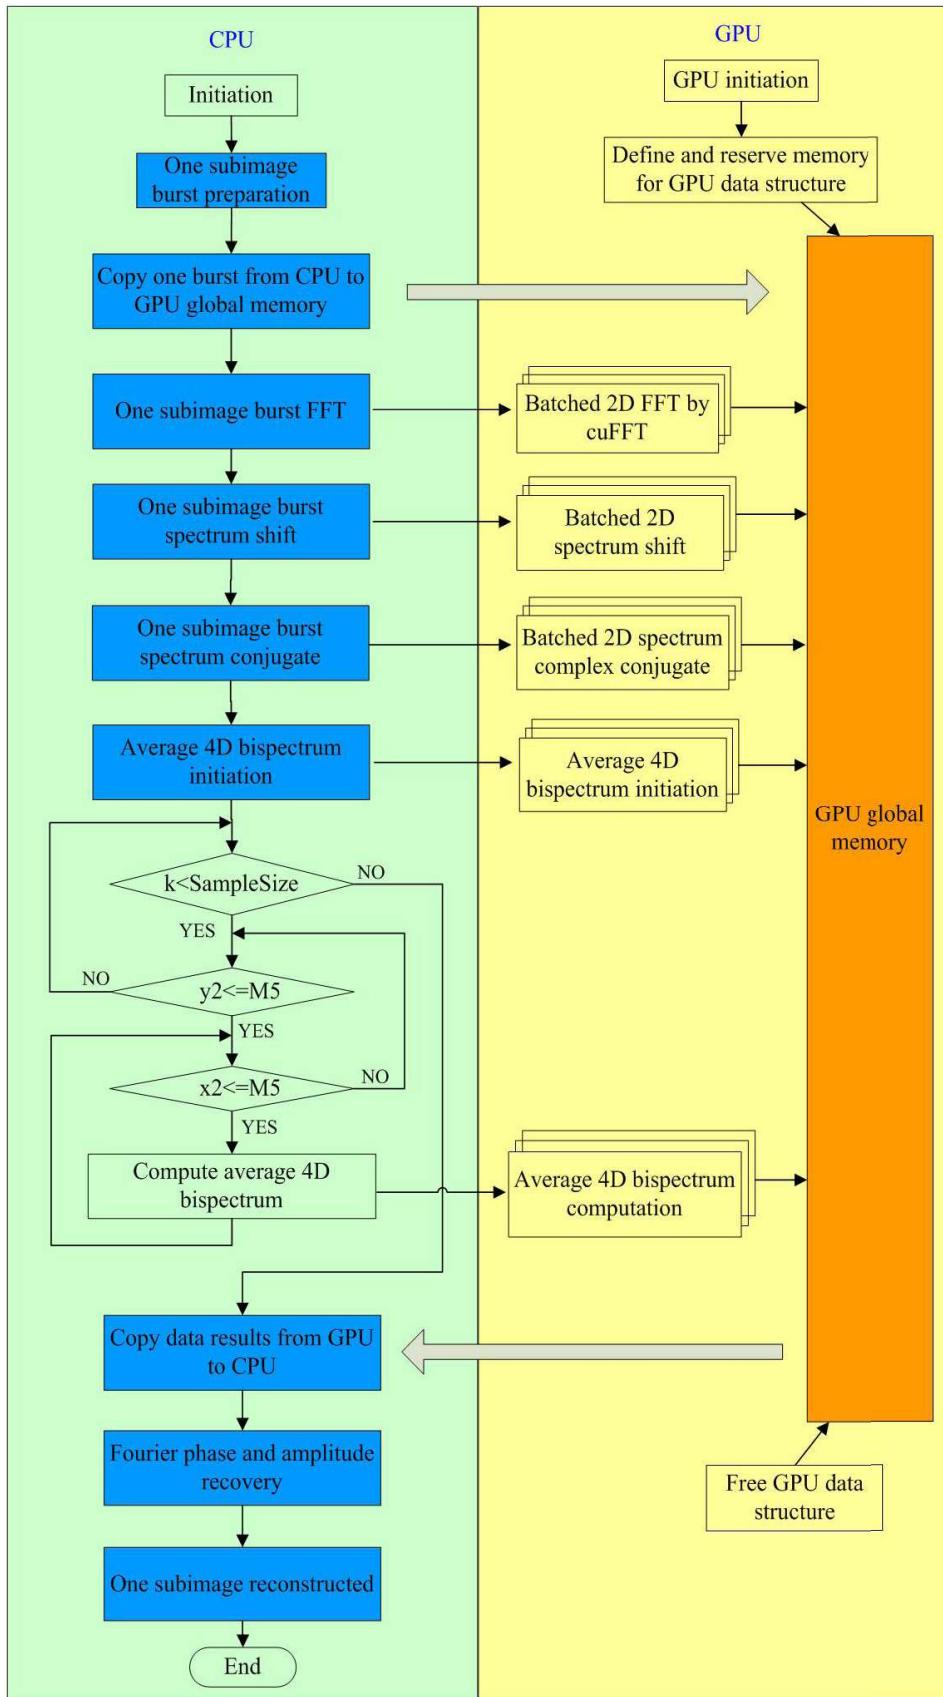 CPU
Initiation
One subimage
burst preparation
Copy one burst from CPU to
GPU global memory
One subimage burst FFT
One subimage burst
spectrum shift
One subimage burst
spectrum conjugate
Average 4D bispectrum
initiation
k<SampleSize
NO
YES
y2<=M5
NO
YES
x2<=M5
NO
YES
Compute average 4D
bispectrum
Copy data results from GPU
to CPU
Fourier phase and amplitude
recovery
One subimage reconstructed
End
GPU
GPU initiation
Define and reserve memory
for GPU data structure
Batched 2D FFT by
cuFFT
Batched 2D
spectrum shift
Batched 2D spectrum
complex conjugate
Average 4D
bispectrum initiation
Average 4D bispectrum
computation
GPU global
memory
Free GPU data
structure